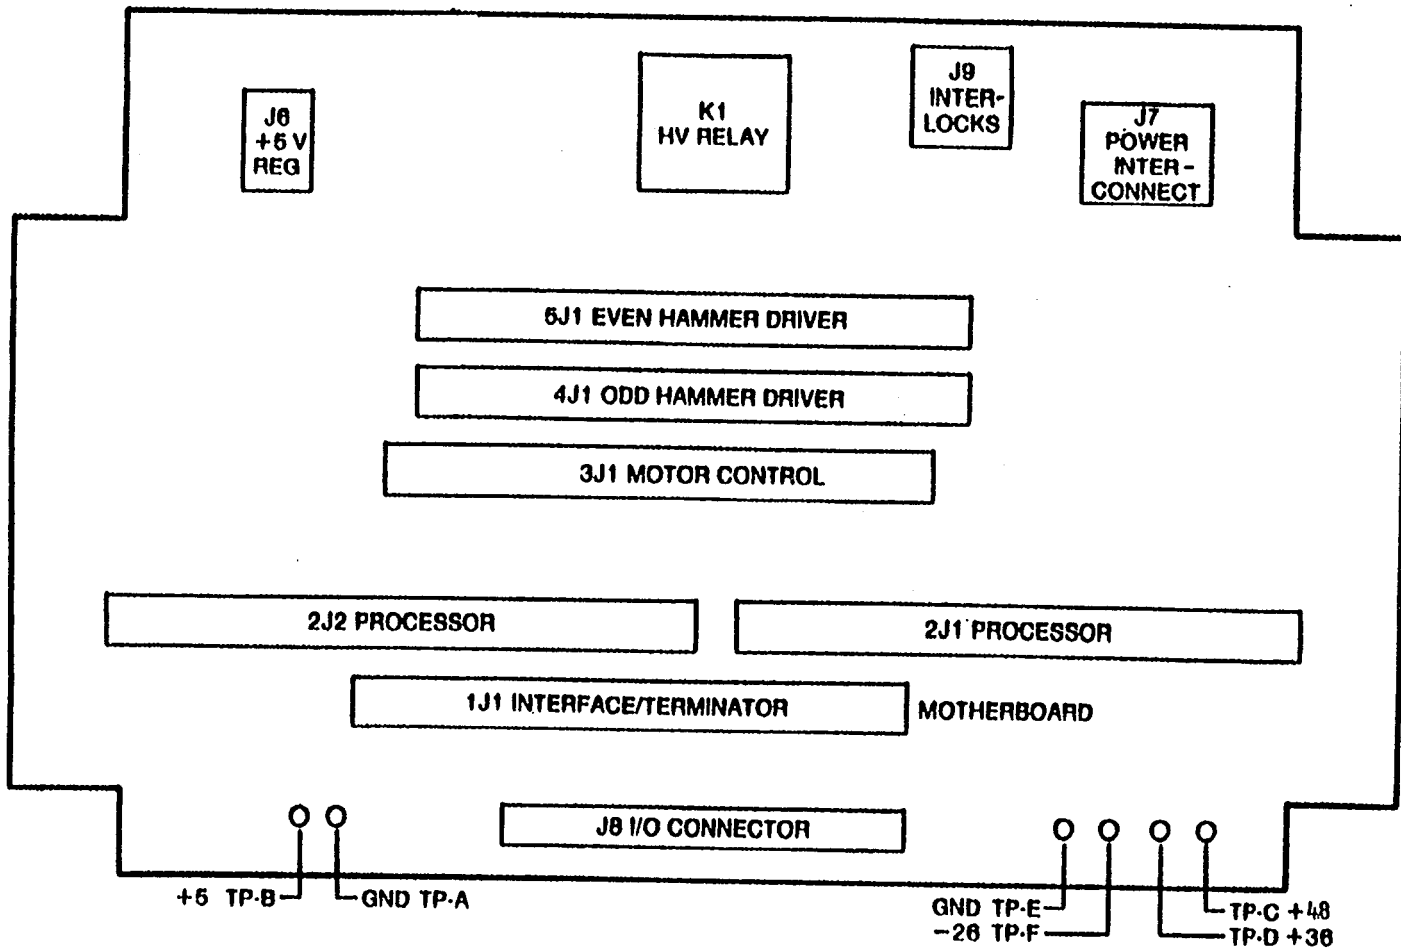 J6
+5 V
REG
K1
HV RELAY
J9
INTER-
LOCKS
J7
POWER
INTER-
CONNECT
5J1 EVEN HAMMER DRIVER
4J1 ODD HAMMER DRIVER
3J1 MOTOR CONTROL
2J2 PROCESSOR
2J1 PROCESSOR
1J1 INTERFACE/TERMINATOR
MOTHERBOARD
J8 I/O CONNECTOR
+5 TP-B
GND TP-A
GND TP-E
-26 TP-F
TP-C +48
TP-D +36